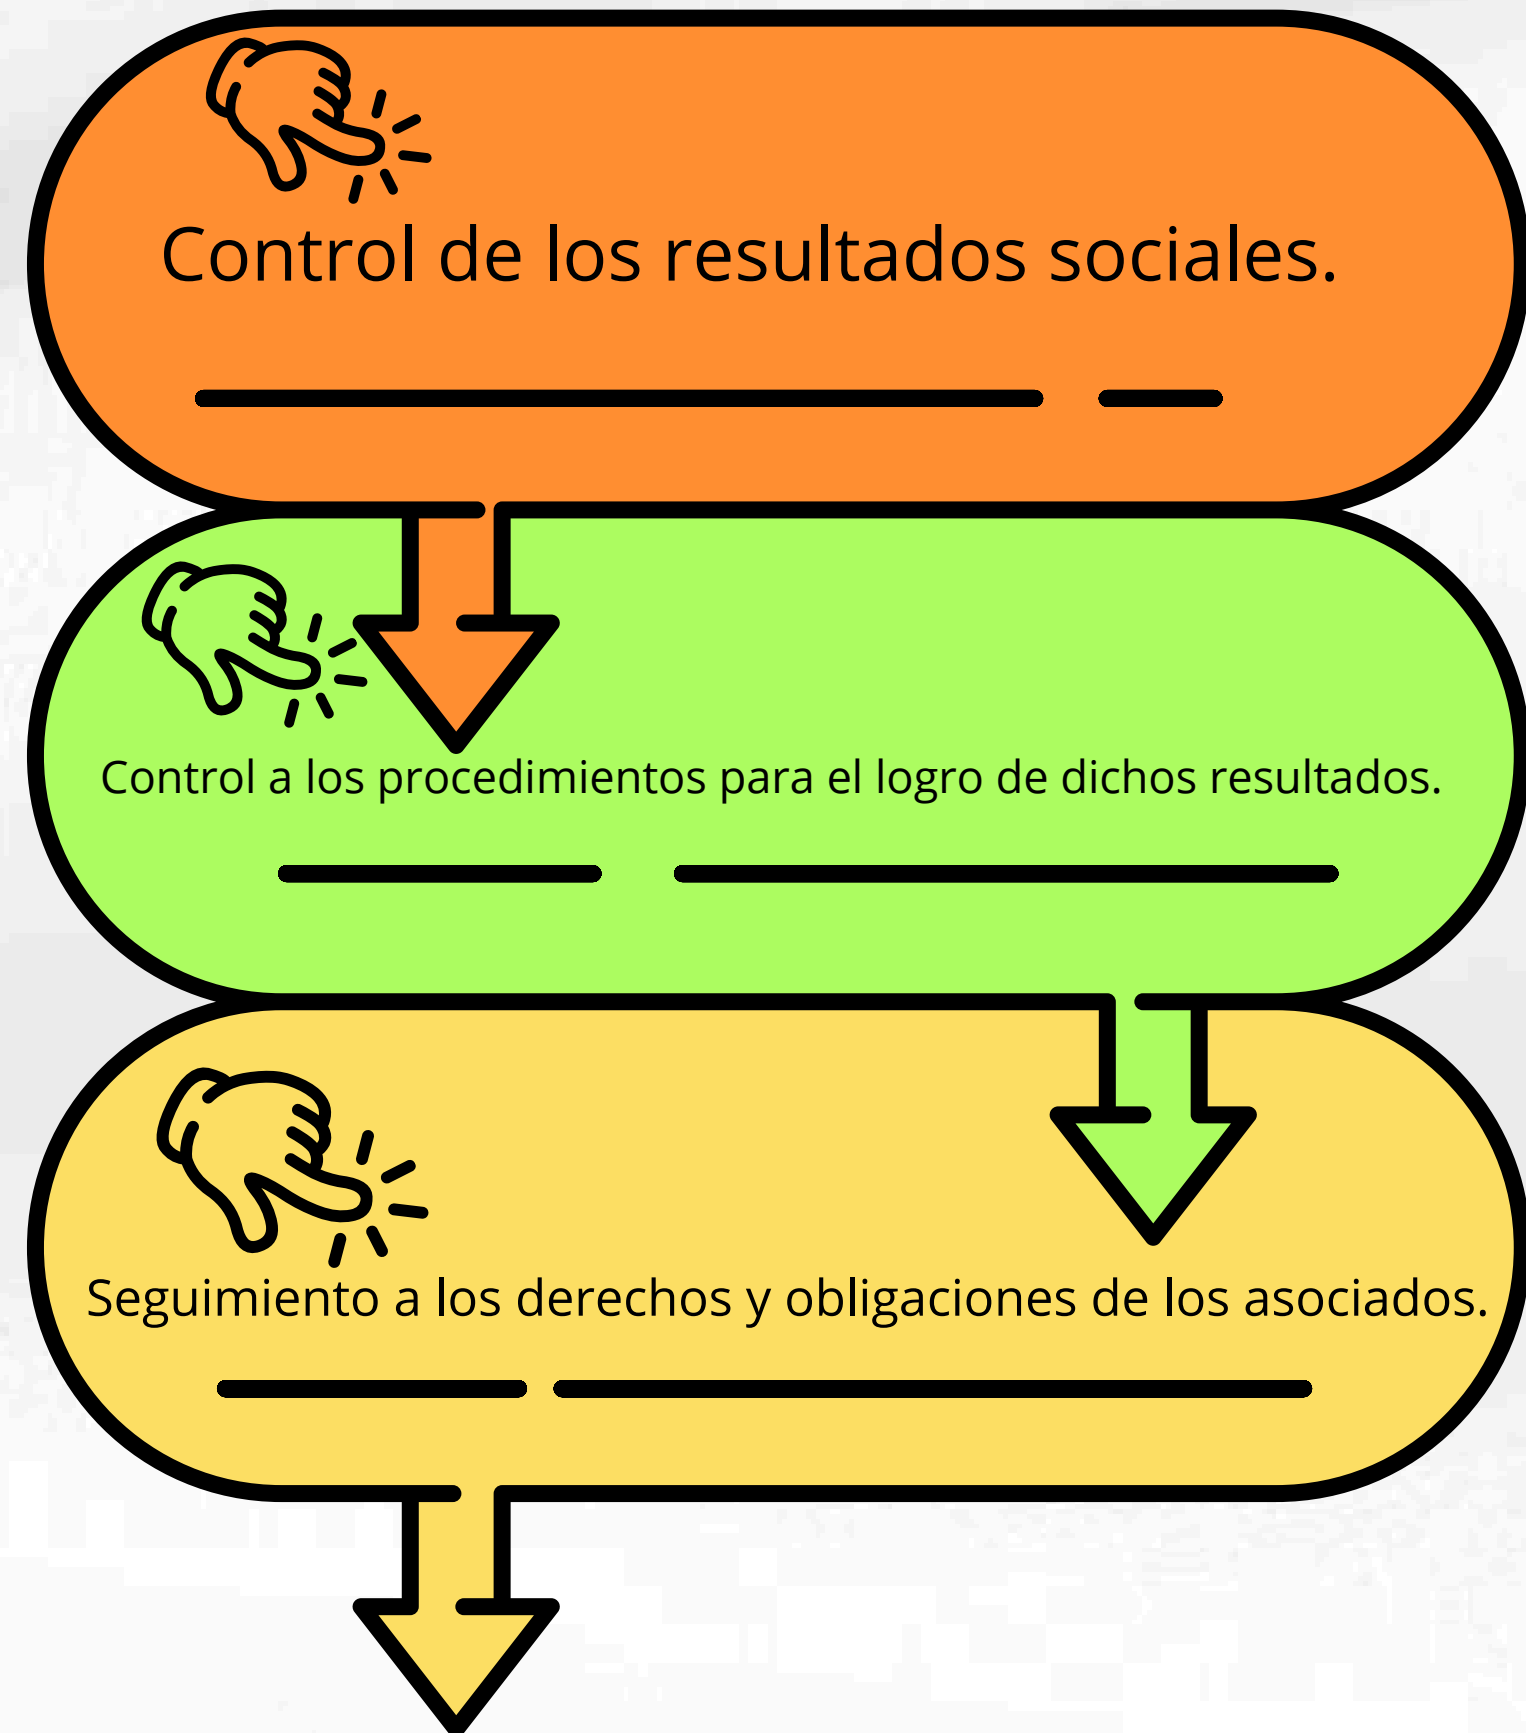 Control de los resultados sociales.
Control a los procedimientos para el logro de dichos resultados.
Seguimiento a los derechos y obligaciones de los asociados.